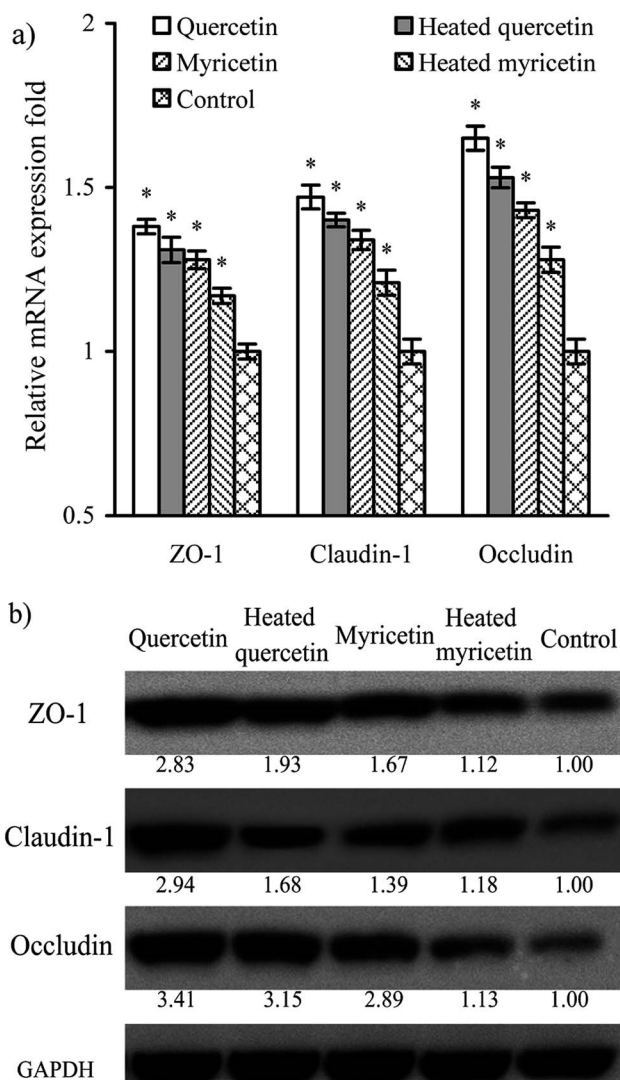 a)
Quercetin
Heated quercetin
Myricetin
Heated myricetin
Control
Relative mRNA expression fold
2
1.5
1
0.5
* * * *
* * * *
* * * *
ZO-1 Claudin-1 Occludin
b)
Quercetin Heated quercetin Myricetin Heated myricetin Control
ZO-1
2.83 1.93 1.67 1.12 1.00
Claudin-1
2.94 1.68 1.39 1.18 1.00
Occludin
3.41 3.15 2.89 1.13 1.00
GAPDH